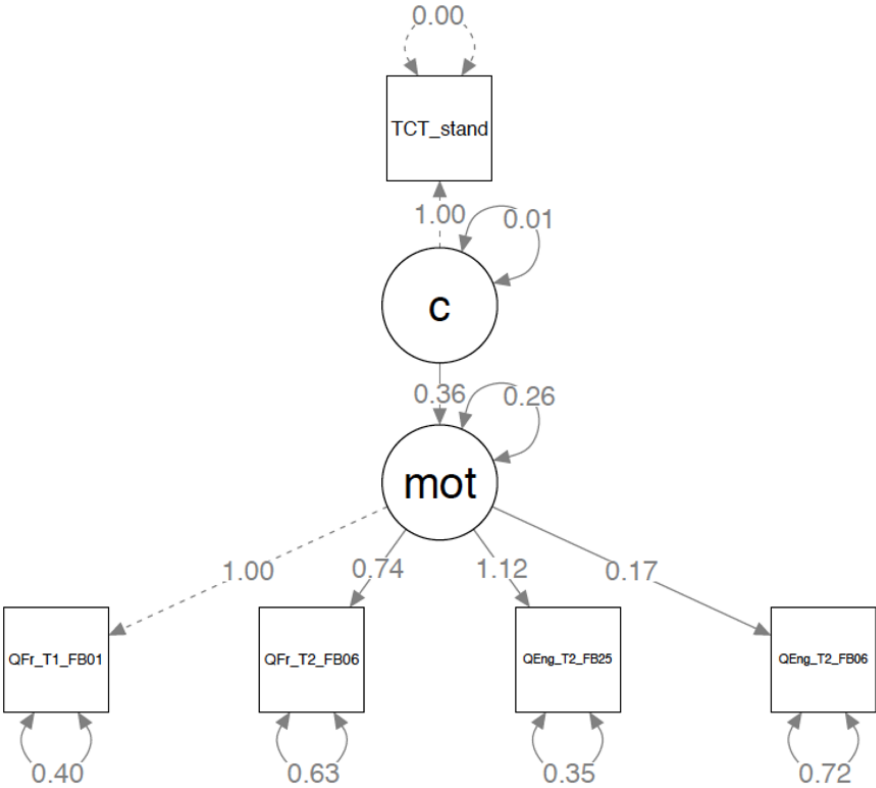 0.00
TCT_stand
1.00
0.01
c
0.36
0.26
mot
1.00
0.74
1.12
0.17
QFr_T1_FB01
QFr_T2_FB06
QEng_T2_FB25
QEng_T2_FB06
0.40
0.63
0.35
0.72